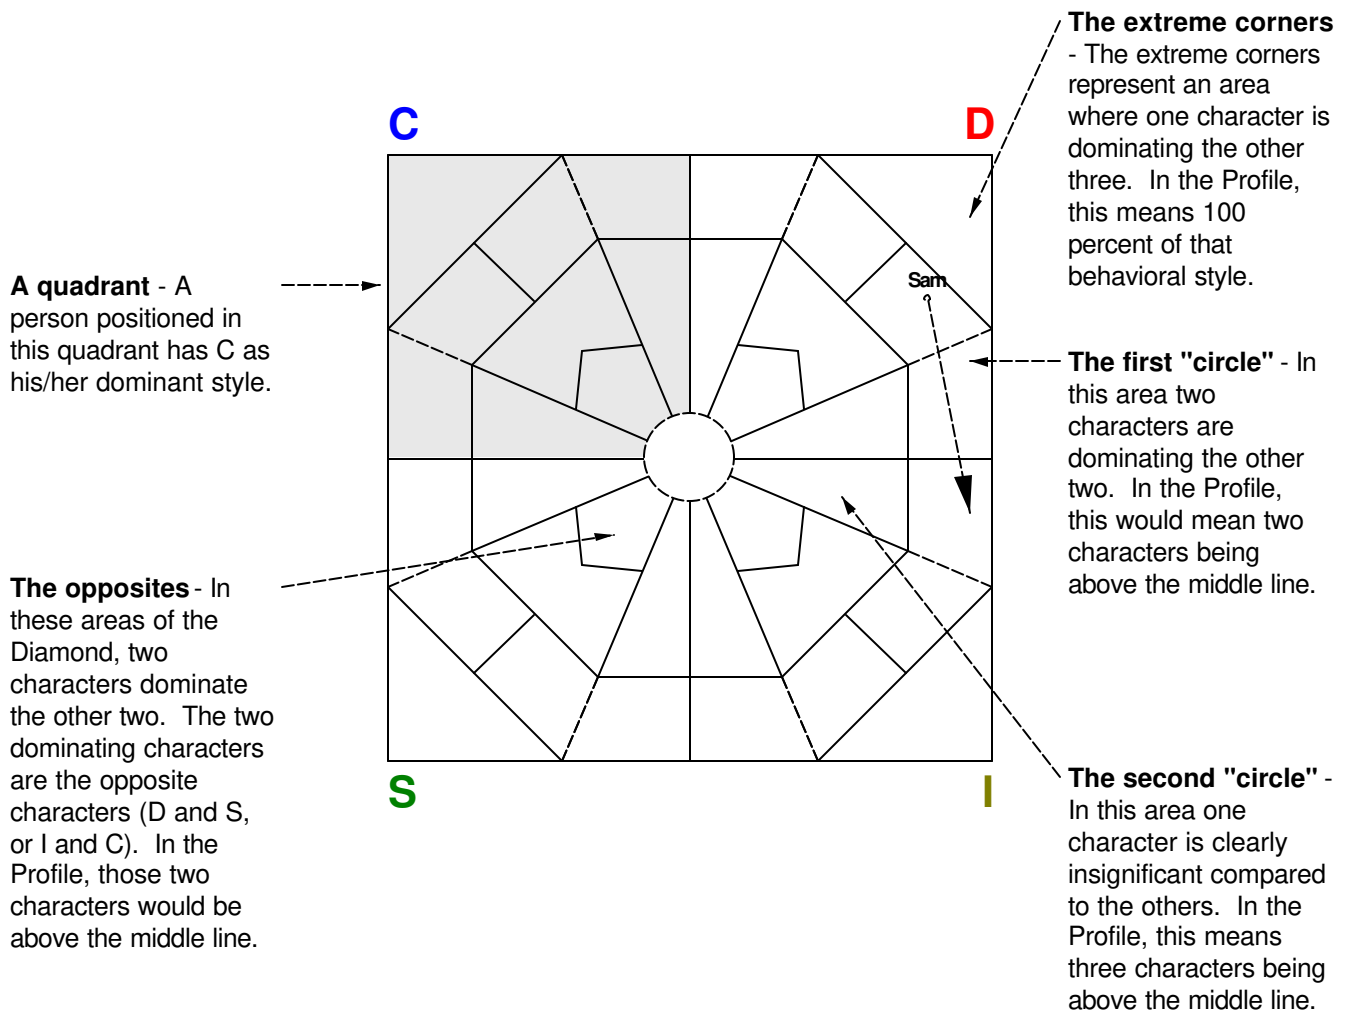 The extreme corners
- The extreme corners
represent an area
where one character is
dominating the other
three. In the Profile,
this means 100
percent of that
behavioral style.
C
D
A quadrant - A
person positioned in
this quadrant has C as
his/her dominant style.
Sam
The first "circle" - In
this area two
characters are
dominating the other
two. In the Profile,
this would mean two
characters being
above the middle line.
The opposites - In
these areas of the
Diamond, two
characters dominate
the other two. The two
dominating characters
are the opposite
characters (D and S,
or I and C). In the
Profile, those two
characters would be
above the middle line.
S
I
The second "circle" -
In this area one
character is clearly
insignificant compared
to the others. In the
Profile, this means
three characters being
above the middle line.